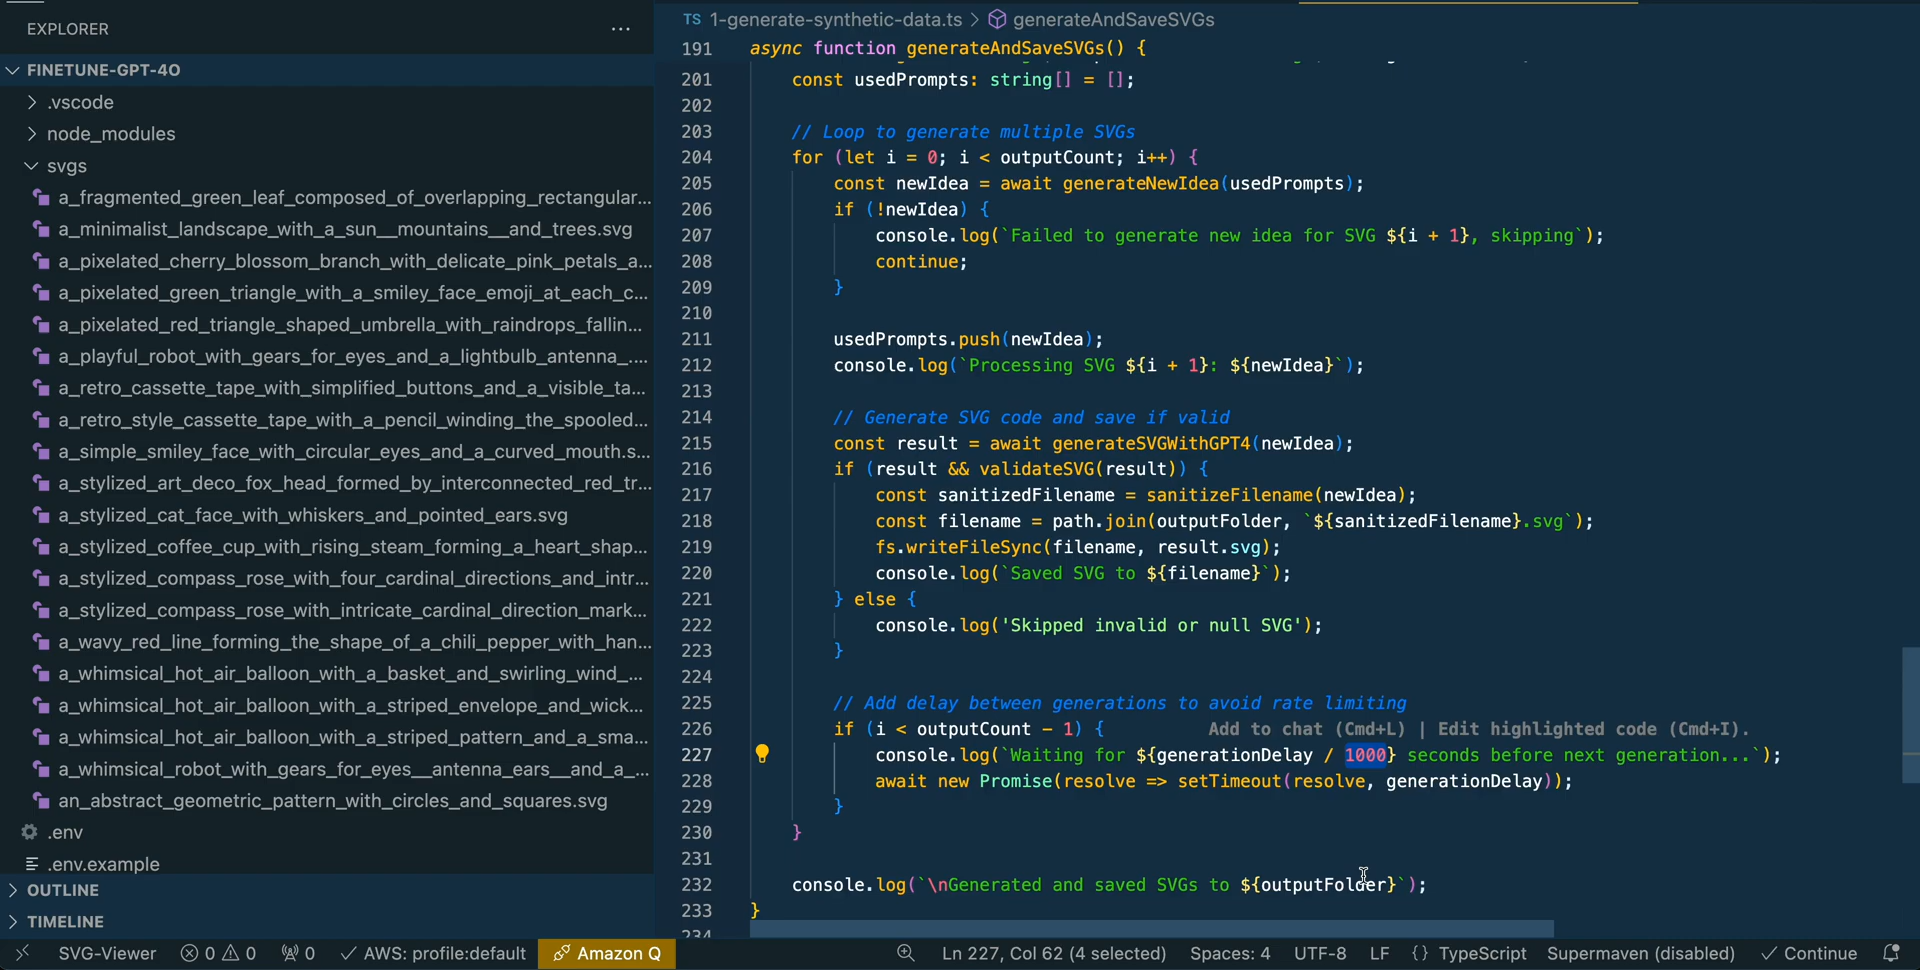 EXPLORER
FINETUNE-GPT-4O
.vscode
node_modules
svgs
a_fragmented_green_leaf_composed_of_overlapping_rectangular...
a_minimalist_landscape_with_a_sun__mountains__and_trees.svg
a_pixelated_cherry_blossom_branch_with_delicate_pink_petals_a...
a_pixelated_green_triangle_with_a_smiley_face_emoji_at_each_c...
a_pixelated_red_triangle_shaped_umbrella_with_raindrops_fallin...
a_playful_robot_with_gears_for_eyes_and_a_lightbulb_antenna_....
a_retro_cassette_tape_with_simplified_buttons_and_a_visible_ta...
a_retro_style_cassette_tape_with_a_pencil_winding_the_spooled...
a_simple_smiley_face_with_circular_eyes_and_a_curved_mouth.s...
a_stylized_art_deco_fox_head_formed_by_interconnected_red_tr...
a_stylized_cat_face_with_whiskers_and_pointed_ears.svg
a_stylized_coffee_cup_with_rising_steam_forming_a_heart_shap...
a_stylized_compass_rose_with_four_cardinal_directions_and_intr...
a_stylized_compass_rose_with_intricate_cardinal_direction_mark...
a_wavy_red_line_forming_the_shape_of_a_chili_pepper_with_han...
a_whimsical_hot_air_balloon_with_a_basket_and_swirling_wind_...
a_whimsical_hot_air_balloon_with_a_striped_envelope_and_wick...
a_whimsical_hot_air_balloon_with_a_striped_pattern_and_a_sma...
a_whimsical_robot_with_gears_for_eyes__antenna_ears__and_a_...
an_abstract_geometric_pattern_with_circles_and_squares.svg
.env
.env.example
OUTLINE
TIMELINE
TS 1-generate-synthetic-data.ts > generateAndSaveSVGs
191 async function generateAndSaveSVGs() {
201 const usedPrompts: string[] = [];
202
203 // Loop to generate multiple SVGs
204 for (let i = 0; i < outputCount; i++) {
205 const newIdea = await generateNewIdea(usedPrompts);
206 if (!newIdea) {
207 console.log(`Failed to generate new idea for SVG ${i + 1}, skipping`);
208 continue;
209 }
210
211 usedPrompts.push(newIdea);
212 console.log(`Processing SVG ${i + 1}: ${newIdea}`);
213
214 // Generate SVG code and save if valid
215 const result = await generateSVGWithGPT4(newIdea);
216 if (result && validateSVG(result)) {
217 const sanitizedFilename = sanitizeFilename(newIdea);
218 const filename = path.join(outputFolder, `${sanitizedFilename}.svg`);
219 fs.writeFileSync(filename, result.svg);
220 console.log(`Saved SVG to ${filename}`);
221 } else {
222 console.log('Skipped invalid or null SVG');
223 }
224
225 // Add delay between generations to avoid rate limiting
226 if (i < outputCount - 1) { Add to chat (Cmd+L) | Edit highlighted code (Cmd+I).
227 console.log(`Waiting for ${generationDelay / 1000} seconds before next generation...`);
228 await new Promise(resolve => setTimeout(resolve, generationDelay));
229 }
230 }
231
232 console.log(`\nGenerated and saved SVGs to ${outputFolder}`);
233 }
234
SVG-Viewer 0 0 0 AWS: profile:default Amazon Q Ln 227, Col 62 (4 selected) Spaces: 4 UTF-8 LF {} TypeScript Supermaven (disabled) Continue